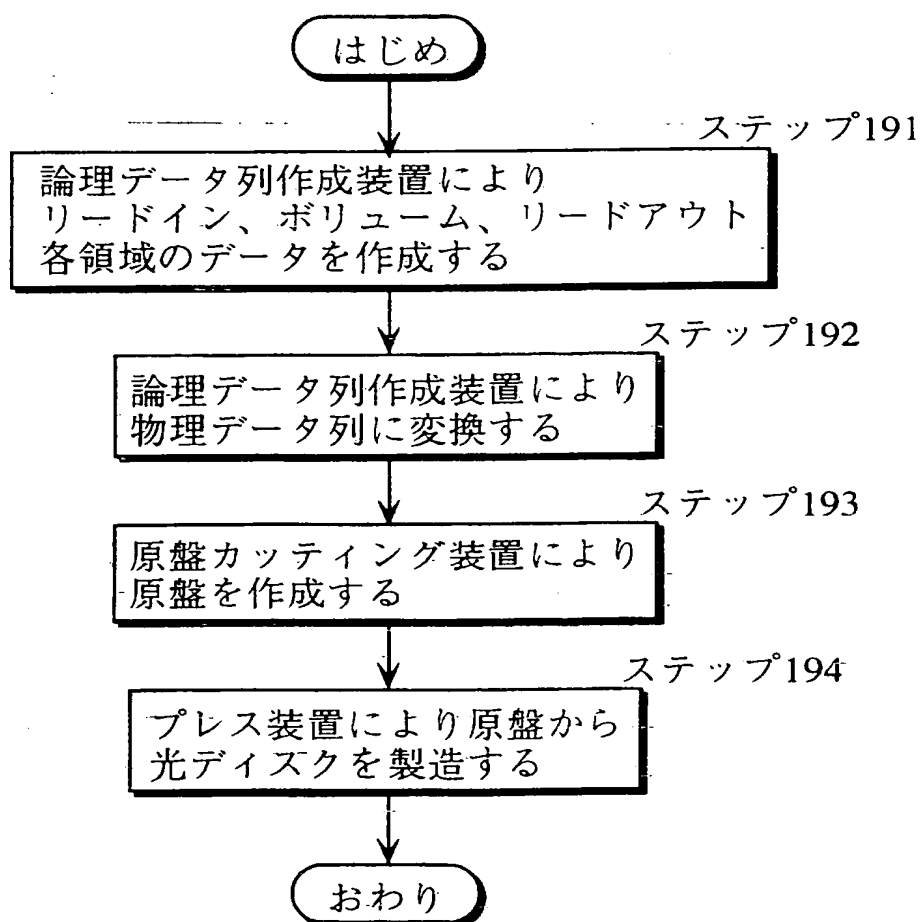 はじめ
ステップ191
論理データ列作成装置により
リードイン、ボリューム、リードアウト
各領域のデータを作成する
ステップ192
論理データ列作成装置により
物理データ列に変換する
ステップ193
原盤カッティング装置により
原盤を作成する
ステップ194
プレス装置により原盤から
光ディスクを製造する
おわり